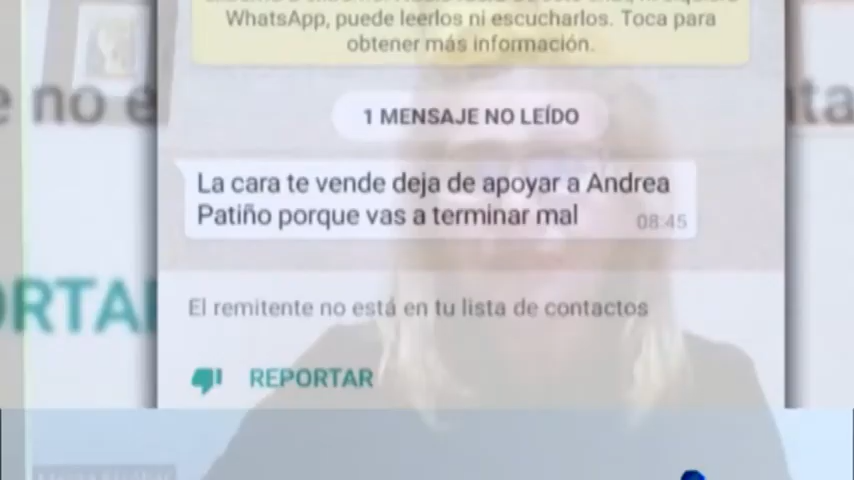 WhatsApp, puede leerlos ni escucharlos. Toca para
obtener más información.
1 MENSAJE NO LEÍDO
La cara te vende deja de apoyar a Andrea
Patiño porque vas a terminar mal
08:45
El remitente no está en tu lista de contactos
REPORTAR